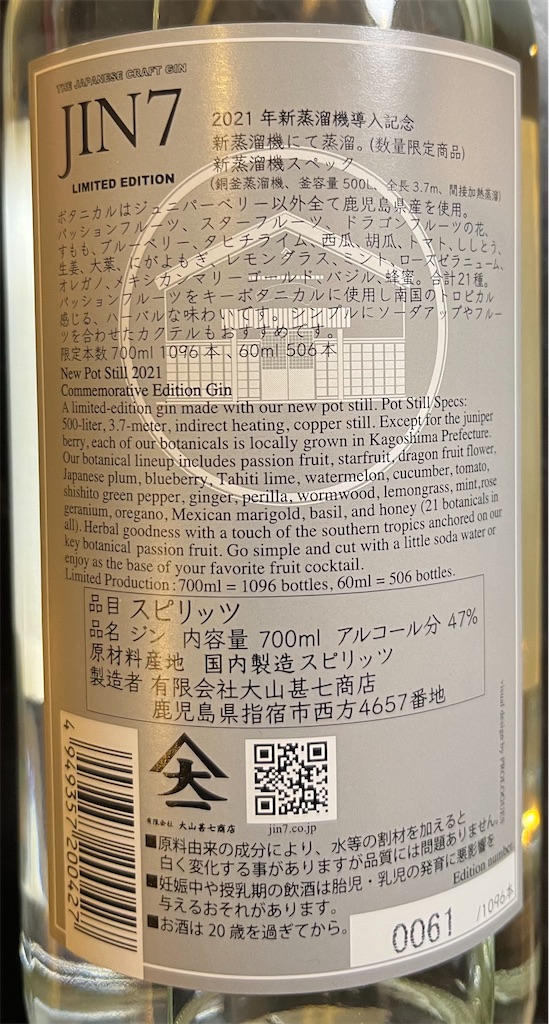 THE JAPANESE CRAFT GIN
JIN7
LIMITED EDITION
2021年新蒸溜機導入記念
新蒸溜機にて蒸溜。(数量限定商品)
新蒸溜機スペック
(銅釜蒸溜機、釜容量 500L、全長 3.7m、間接加熱蒸溜)
ボタニカルはジュニパーベリー以外全て鹿児島県産を使用。
パッションフルーツ、スターフルーツ、ドラゴンフルーツの花、
すもも、ブルーベリー、タヒチライム、西瓜、胡瓜、トマト、ししとう、
生姜、大葉、にがよもぎ、レモングラス、ミント、ローズゼラニューム、
オレガノ、メキシカンマリーゴールド、バジル、蜂蜜。合計21種。
パッションフルーツをキーボタニカルに使用し南国のトロピカル
感じる、ハーバルな味わいです。シンプルにソーダアップやフルー
ツを合わせたカクテルもおすすめです。
限定本数 700ml 1096本、60ml 506本
New Pot Still 2021
Commemorative Edition Gin
A limited-edition gin made with our new pot still. Pot Still Specs:
500-liter, 3.7-meter, indirect heating, copper still. Except for the juniper
berry, each of our botanicals is locally grown in Kagoshima Prefecture.
Our botanical lineup includes passion fruit, starfruit, dragon fruit flower,
Japanese plum, blueberry, Tahiti lime, watermelon, cucumber, tomato,
shishito green pepper, ginger, perilla, wormwood, lemongrass, mint,rose
geranium, oregano, Mexican marigold, basil, and honey (21 botanicals in
all). Herbal goodness with a touch of the southern tropics anchored on our
key botanical passion fruit. Go simple and cut with a little soda water or
enjoy as the base of your favorite fruit cocktail.
Limited Production : 700ml = 1096 bottles, 60ml = 506 bottles.
品目 スピリッツ
品名 ジン 内容量 700ml アルコール分 47%
原材料産地 国内製造スピリッツ
製造者 有限会社大山甚七商店
鹿児島県指宿市西方4657番地
visual design by PROLOGUES
4949357200427
大一
有限会社 大山甚七商店
jin7.co.jp
■原料由来の成分により、水等の割材を加えると
白く変化する事がありますが品質には問題ありません。
■妊娠中や授乳期の飲酒は胎児・乳児の発育に悪影響を
与えるおそれがあります。
■お酒は20歳を過ぎてから。
Edition number
0061 /1096本